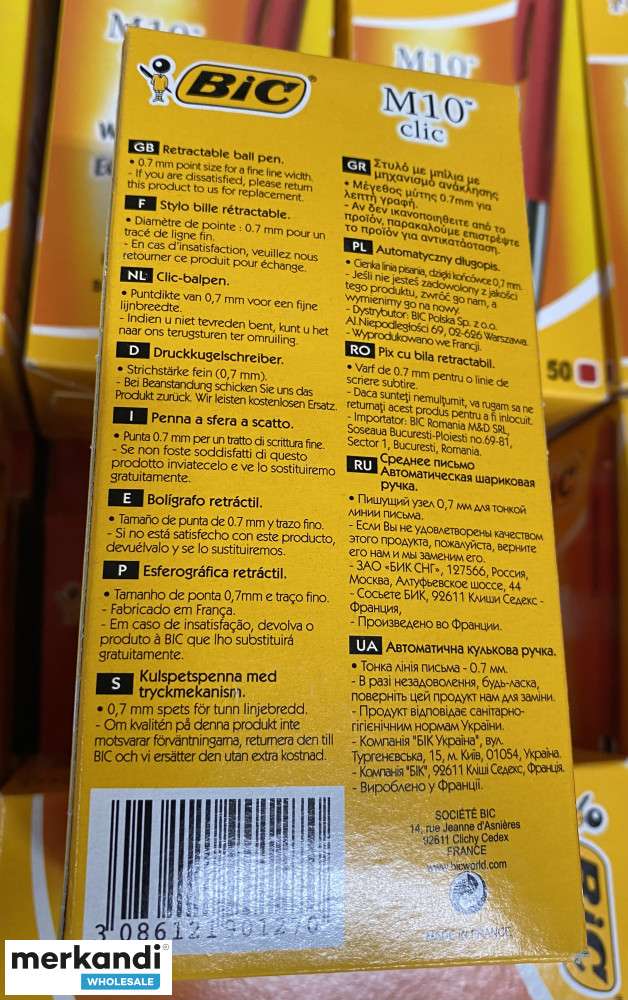 BiC
M10™
clic
GB Retractable ball pen.
• 0.7 mm point size for a fine line width.
- If you are dissatisfied, please return
this product to us for replacement.
F Stylo bille rétractable.
• Diamètre de pointe : 0.7 mm pour un
tracé de ligne fin.
- En cas d'insatisfaction, veuillez nous
retourner ce produit pour échange.
NL Clic-balpen.
• Puntdikte van 0,7 mm voor een fijne
lijnbreedte.
- Indien u niet tevreden bent, kunt u het
naar ons terugsturen ter omruiling.
D Druckkugelschreiber.
• Strichstärke fein (0,7 mm).
- Bei Beanstandung schicken Sie uns das
Produkt zurück. Wir leisten kostenlosen Ersatz.
I Penna a sfera a scatto.
• Punta 0.7 mm per un tratto di scrittura fine.
- Se non foste soddisfatti di questo
prodotto inviatecelo e ve lo sostituiremo
gratuitamente.
E Bolígrafo retráctil.
• Tamaño de punta de 0.7 mm y trazo fino.
- Si no está satisfecho con este producto,
devuélvalo y se lo sustituiremos.
P Esferográfica retráctil.
• Tamanho de ponta 0,7mm e traço fino.
- Fabricado em França.
- Em caso de insatisfação, devolva o
produto à BIC que lho substituirá
gratuitamente.
S Kulspetspenna med
tryckmekanism.
• 0,7 mm spets för tunn linjebredd.
- Om kvalitén på denna produkt inte
motsvarar förväntningarna, returnera den till
BIC och vi ersätter den utan extra kostnad.
GR Στυλό με μπίλια με
μηχανισμό ανάκλησης
• Μέγεθος μύτης 0.7mm για
λεπτή γραφή.
- Αν δεν ικανοποιηθείτε από το
προϊόν, παρακαλούμε επιστρέψτε
το προϊόν για αντικατάσταση.
PL Automatyczny długopis.
• Cienka linia pisania, dzięki końcówce 0,7 mm.
- Jeśli nie jesteś zadowolony z jakości
tego produktu, zwróć go nam, a
wymienimy go na nowy.
- Dystrybutor: BIC Polska Sp. z o.o.
Al.Niepodległości 69, 02-626 Warszawa.
- Wyprodukowano we Francji.
RO Pix cu bila retractabil.
• Varf de 0.7 mm pentru o linie de
scriere subtire.
- Daca sunteţi nemulţumit, va rugam sa ne
returnaţi acest produs pentru a fi inlocuit.
- Importator: BIC Romania M&D SRL
Soseaua Bucuresti-Ploiesti no.69-81,
Sector 1, Bucuresti, Romania.
RU Среднее письмо
Автоматическая шариковая
ручка.
• Пишущий узел 0,7 мм для тонкой
линии письма.
- Если Вы не удовлетворены качеством
этого продукта, пожалуйста, верните
его нам и мы заменим его.
- ЗАО «БИК СНГ», 127566, Россия,
Москва, Алтуфьевское шоссе, 44
- Сосьете БИК, 92611 Клиши Седекс -
Франция,
- Произведено во Франции.
UA Автоматична кулькова ручка.
• Тонка лінія письма - 0.7 мм.
- В разі незадоволення, будь-ласка,
поверніть цей продукт нам для заміни.
- Продукт відповідає санітарно-
гігієнічним нормам України.
- Компанія "БІК Україна", вул.
Тургенєвська, 15, м. Київ, 01054, Україна.
- Компанія "БІК", 92611 Кліші Седекс, Франція.
- Вироблено у Франції.
SOCIÉTÉ BIC
14, rue Jeanne d'Asnières
92611 Clichy Cedex
FRANCE
www.bicworld.com
MADE IN FRANCE
3 086121 901270
M10
M10™
50
BiC
BiC
merkandi
WHOLESALE